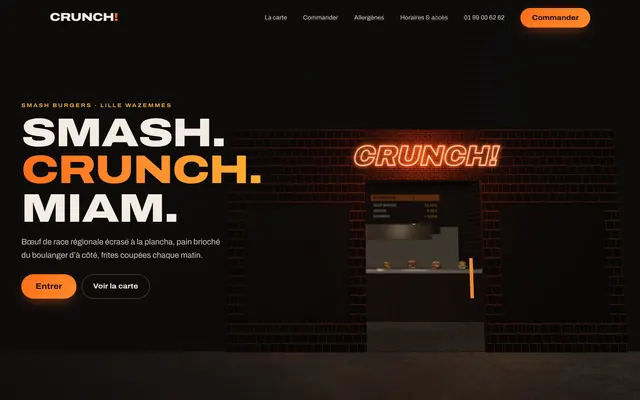 CRUNCH!
La carte
Commander
Allergènes
Horaires & accès
01 99 00 62 62
Commander
SMASH BURGERS · LILLE WAZEMMES
SMASH.
CRUNCH.
MIAM.
Bœuf de race régionale écrasé à la plancha, pain brioché
du boulanger d'à côté, frites coupées chaque matin.
Entrer
Voir la carte
CRUNCH!